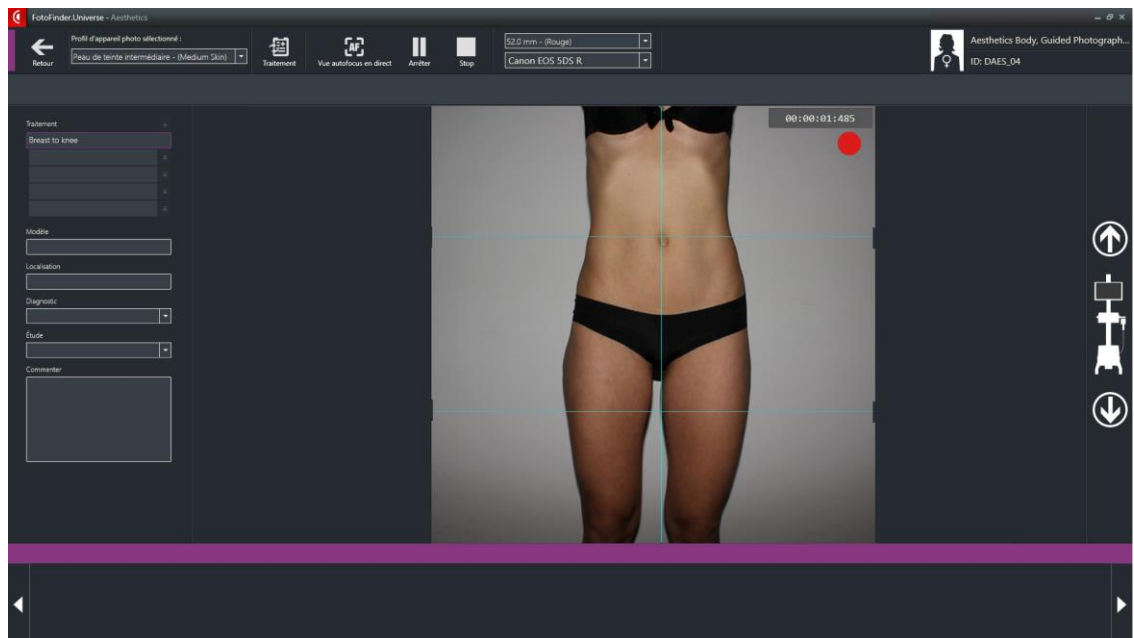 FotoFinder.Universe - Aesthetics
Profil d'appareil photo sélectionné :
Peau de teinte intermédiaire - (Medium Skin)
Retour
Traitement
AF
Vue autofocus en direct
Arrêter
Stop
52.0 mm - (Rouge)
Canon EOS 5DS R
Aesthetics Body, Guided Photograph...
ID: DAES_04
00:00:01:485
Traitement
Breast to knee
Modèle
Localisation
Diagnostic
Étude
Commenter